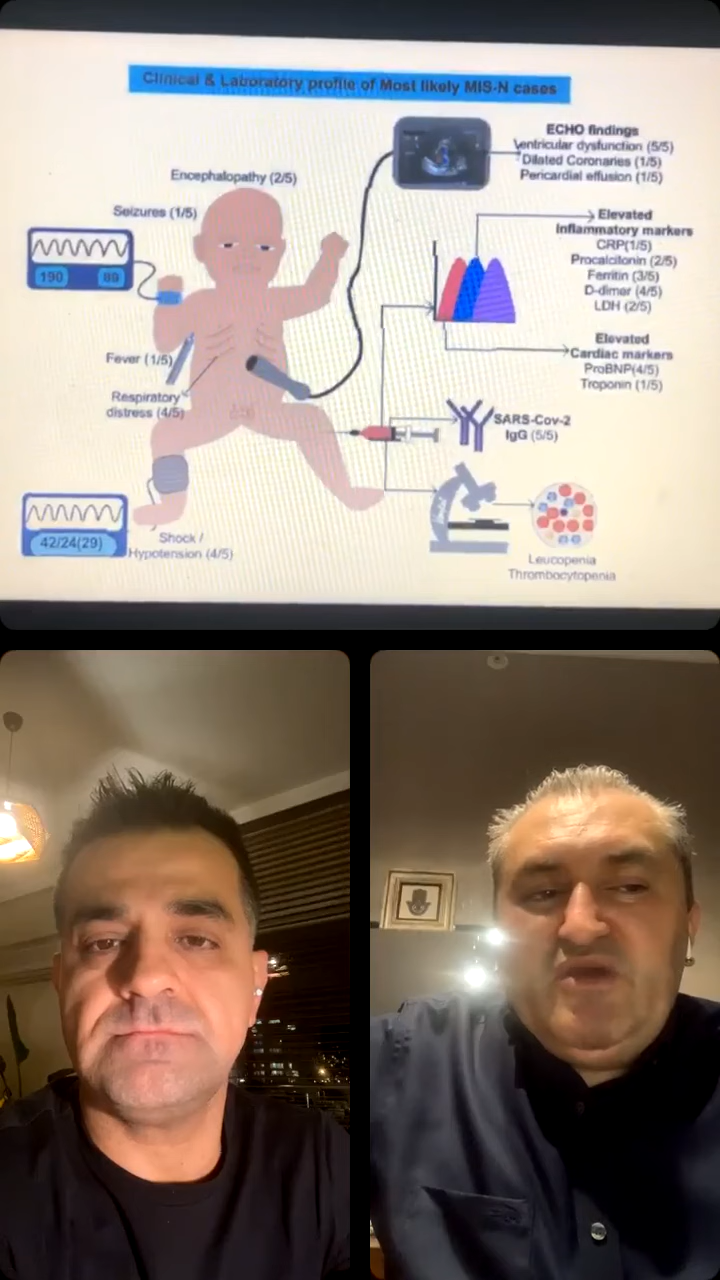 Clinical & Laboratory profile of Most likely MIS-N cases
ECHO findings
Ventricular dysfunction (5/5)
Dilated Coronaries (1/5)
Pericardial effusion (1/5)
Encephalopathy (2/5)
Seizures (1/5)
190 89
Elevated
Inflammatory markers
CRP(1/5)
Procalcitonin (2/5)
Ferritin (3/5)
D-dimer (4/5)
LDH (2/5)
Fever (1/5)
Elevated
Cardiac markers
ProBNP(4/5)
Troponin (1/5)
Respiratory
distress (4/5)
SARS-Cov-2
IgG (5/5)
42/24(29)
Shock /
Hypotension (4/5)
Leucopenia
Thrombocytopenia